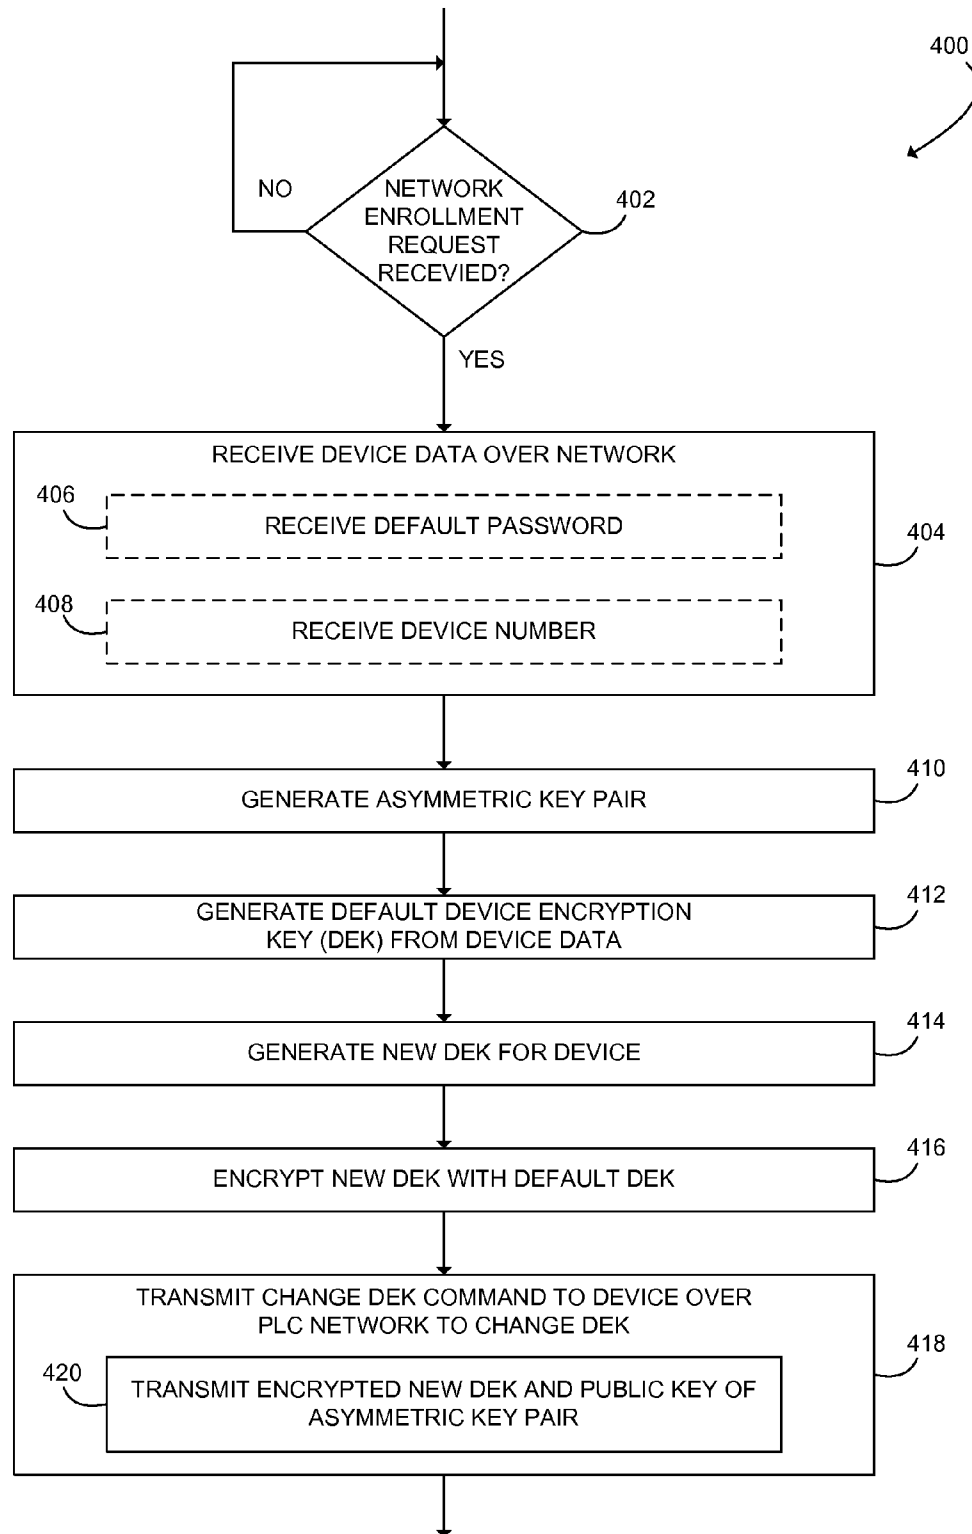 400
NO
NETWORK
ENROLLMENT
REQUEST
RECEVIED?
402
YES
RECEIVE DEVICE DATA OVER NETWORK
406
RECEIVE DEFAULT PASSWORD
404
408
RECEIVE DEVICE NUMBER
410
GENERATE ASYMMETRIC KEY PAIR
412
GENERATE DEFAULT DEVICE ENCRYPTION
KEY (DEK) FROM DEVICE DATA
414
GENERATE NEW DEK FOR DEVICE
416
ENCRYPT NEW DEK WITH DEFAULT DEK
TRANSMIT CHANGE DEK COMMAND TO DEVICE OVER
PLC NETWORK TO CHANGE DEK
418
420
TRANSMIT ENCRYPTED NEW DEK AND PUBLIC KEY OF
ASYMMETRIC KEY PAIR